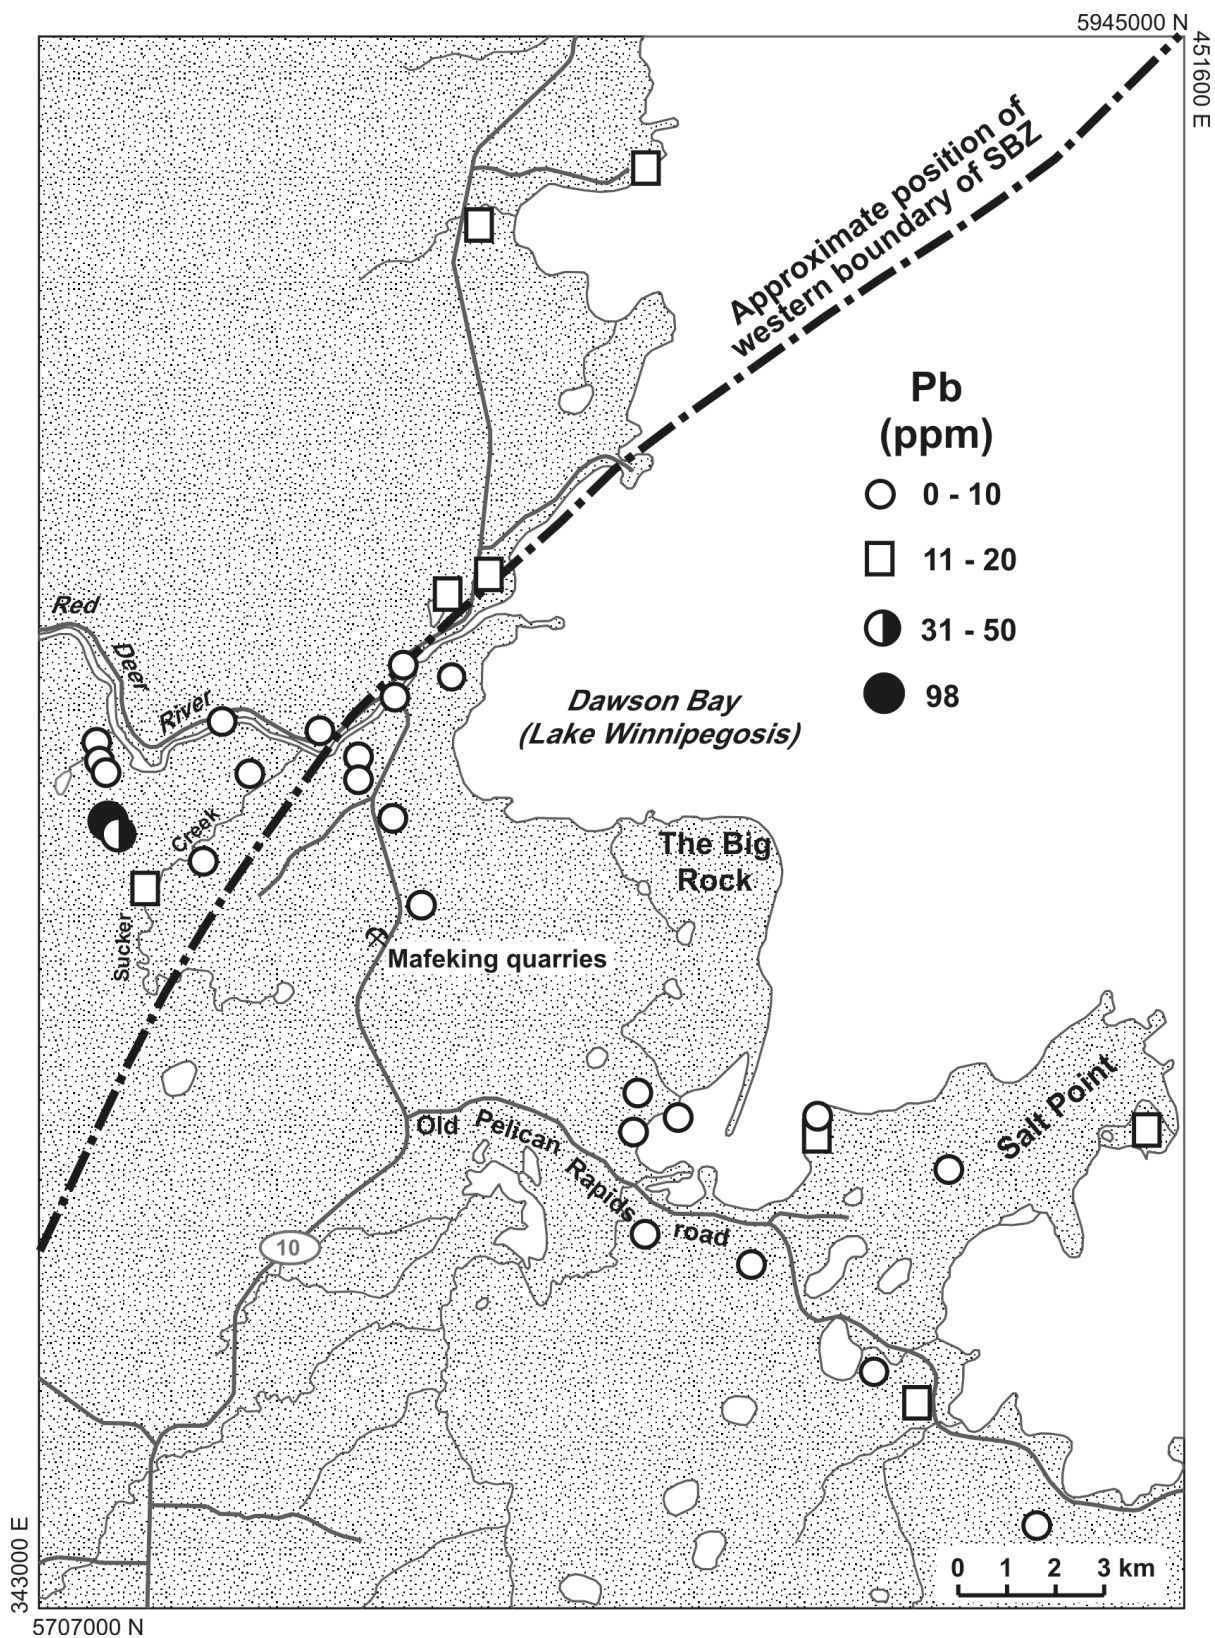 5945000 N
451600 E
Approximate position of
western boundary of SBZ
Pb
(ppm)
0 - 10
11 - 20
31 - 50
98
Red
Deer
River
Dawson Bay
(Lake Winnipegosis)
Creek
Sucker
The Big
Rock
Mafeking quarries
Salt Point
Old Pelican Rapids road
10
0 1 2 3 km
343000 E
5707000 N